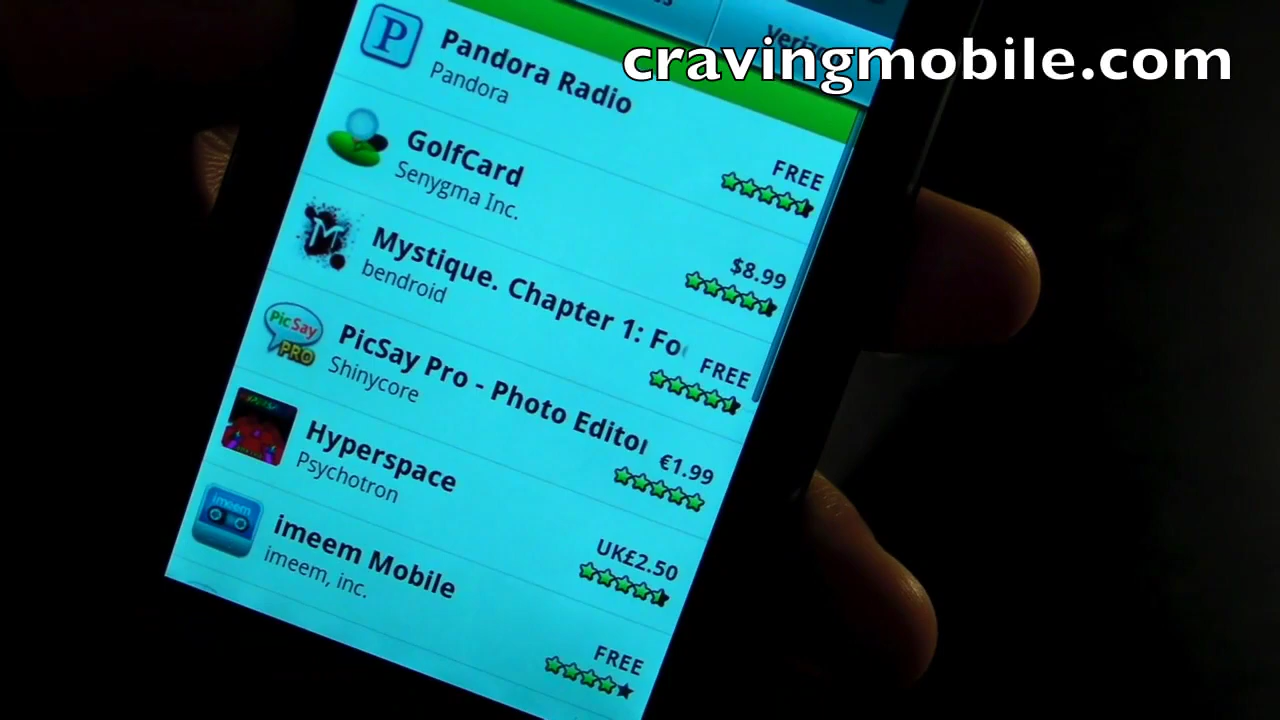 cravingmobile.com
P
Pandora Radio
Pandora
FREE
GolfCard
Senygma Inc.
$8.99
M
Mystique. Chapter 1: Fo
bendroid
FREE
PicSay
PRO
PicSay Pro - Photo Editor
Shinycore
€1.99
Hyperspace
Psychotron
UK£2.50
imeem
imeem Mobile
imeem, inc.
FREE